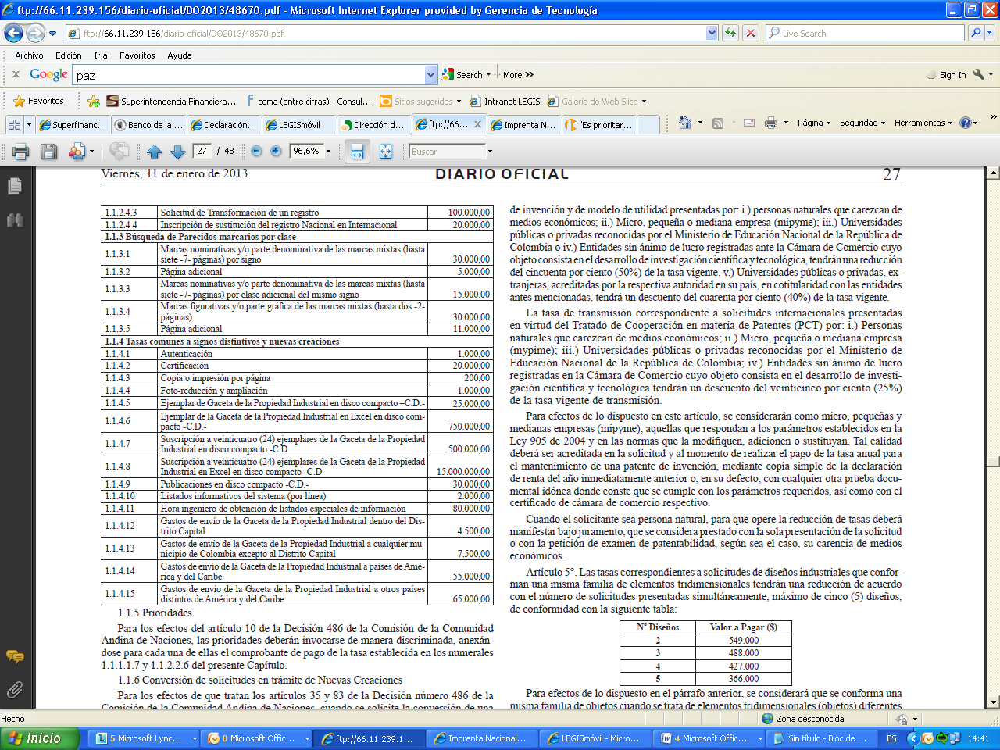 ftp://66.11.239.156/diario-oficial/DO2013/48670.pdf - Microsoft Internet Explorer provided by Gerencia de Tecnología
ftp://66.11.239.156/diario-oficial/DO2013/48670.pdf
Live Search
Archivo Edición Ir a Favoritos Ayuda
Google paz Search More >> Sign In
Favoritos Superintendencia Financiera... coma (entre cifras) - Consul... Sitios sugeridos Intranet LEGIS Galería de Web Slice
Superfinanc... Banco de la ... Declaración... LEGISmóvil Dirección d... ftp://66... Imprenta N... "Es prioritar... Página Seguridad Herramientas
27 / 48 96,6% Buscar
Viernes, 11 de enero de 2013 DIARIO OFICIAL 27
1.1.2.4.3 Solicitud de Transformación de un registro 100.000,00
1.1.2.4 4 Inscripción de sustitución del registro Nacional en Internacional 20.000,00
1.1.3 Búsqueda de Parecidos marcarios por clase
1.1.3.1 Marcas nominativas y/o parte denominativa de las marcas mixtas (hasta
siete -7- páginas) por signo 30.000,00
1.1.3.2 Página adicional 5.000,00
1.1.3.3 Marcas nominativas y/o parte denominativa de las marcas mixtas (hasta
siete -7- páginas) por clase adicional del mismo signo 15.000.00
1.1.3.4 Marcas figurativas y/o parte gráfica de las marcas mixtas (hasta dos -2-
páginas) 30.000,00
1.1.3.5 Página adicional 11.000,00
1.1.4 Tasas comunes a signos distintivos y nuevas creaciones
1.1.4.1 Autenticación 1.000,00
1.1.4.2 Certificación 20.000,00
1.1.4.3 Copia o impresión por página 200,00
1.1.4.4 Foto-reducción y ampliación 1.000,00
1.1.4.5 Ejemplar de Gaceta de la Propiedad Industrial en disco compacto –C.D.- 25.000,00
1.1.4.6 Ejemplar de la Gaceta de la Propiedad Industrial en Excel en disco com-
pacto -C.D.- 750.000,00
1.1.4.7 Suscripción a veinticuatro (24) ejemplares de la Gaceta de la Propiedad
Industrial en disco compacto -C.D 500.000,00
1.1.4.8 Suscripción a veinticuatro (24) ejemplares de la Gaceta de la Propiedad
Industrial en Excel en disco compacto -C.D- 15.000.000,00
1.1.4.9 Publicaciones en disco compacto -C.D.- 30.000,00
1.1.4.10 Listados informativos del sistema (por línea) 2.000,00
1.1.4.11 Hora ingeniero de obtención de listados especiales de información 80.000,00
1.1.4.12 Gastos de envío de la Gaceta de la Propiedad Industrial dentro del Dis-
trito Capital 4.500,00
1.1.4.13 Gastos de envío de la Gaceta de la Propiedad Industrial a cualquier mu-
nicipio de Colombia excepto al Distrito Capital 7.500,00
1.1.4.14 Gastos de envío de la Gaceta de la Propiedad Industrial a países de Amé-
rica y del Caribe 55.000,00
1.1.4.15 Gastos de envío de la Gaceta de la Propiedad Industrial a otros países
distintos de América y del Caribe 65.000,00
1.1.5 Prioridades
Para los efectos del artículo 10 de la Decisión 486 de la Comisión de la Comunidad
Andina de Naciones, las prioridades deberán invocarse de manera discriminada, anexán-
dose para cada una de ellas el comprobante de pago de la tasa establecida en los numerales
1.1.1.1.7 y 1.1.2.2.6 del presente Capítulo.
1.1.6 Conversión de solicitudes en trámite de Nuevas Creaciones
Para los efectos de que tratan los artículos 35 y 83 de la Decisión número 486 de la
Comisión de la Comunidad Andina de Naciones, cuando se solicite la conversión de una
de invención y de modelo de utilidad presentadas por: i.) personas naturales que carezcan de
medios económicos; ii.) Micro, pequeña o mediana empresa (mipyme); iii.) Universidades
públicas o privadas reconocidas por el Ministerio de Educación Nacional de la República de
Colombia o iv.) Entidades sin ánimo de lucro registradas ante la Cámara de Comercio cuyo
objeto consista en el desarrollo de investigación científica y tecnológica, tendrán una reducción
del cincuenta por ciento (50%) de la tasa vigente. v.) Universidades públicas o privadas, ex-
tranjeras, acreditadas por la respectiva autoridad en su país, en cotitularidad con las entidades
antes mencionadas, tendrá un descuento del cuarenta por ciento (40%) de la tasa vigente.
La tasa de transmisión correspondiente a solicitudes internacionales presentadas
en virtud del Tratado de Cooperación en materia de Patentes (PCT) por: i.) Personas
naturales que carezcan de medios económicos; ii.) Micro, pequeña o mediana empresa
(mypime); iii.) Universidades públicas o privadas reconocidas por el Ministerio de
Educación Nacional de la República de Colombia; iv.) Entidades sin ánimo de lucro
registradas en la Cámara de Comercio cuyo objeto consista en el desarrollo de investi-
gación científica y tecnológica tendrán un descuento del veinticinco por ciento (25%)
de la tasa vigente de transmisión.
Para efectos de lo dispuesto en este artículo, se considerarán como micro, pequeñas y
medianas empresas (mipyme), aquellas que respondan a los parámetros establecidos en la
Ley 905 de 2004 y en las normas que la modifiquen, adicionen o sustituyan. Tal calidad
deberá ser acreditada en la solicitud y al momento de realizar el pago de la tasa anual para
el mantenimiento de una patente de invención, mediante copia simple de la declaración
de renta del año inmediatamente anterior o, en su defecto, con cualquier otra prueba docu-
mental idónea donde conste que se cumple con los parámetros requeridos, así como con el
certificado de cámara de comercio respectivo.
Cuando el solicitante sea persona natural, para que opere la reducción de tasas deberá
manifestar bajo juramento, que se considera prestado con la sola presentación de la solicitud
o con la petición de examen de patentabilidad, según sea el caso, su carencia de medios
económicos.
Artículo 5°. Las tasas correspondientes a solicitudes de diseños industriales que confor-
man una misma familia de elementos tridimensionales tendrán una reducción de acuerdo
con el número de solicitudes presentadas simultáneamente, máximo de cinco (5) diseños,
de conformidad con la siguiente tabla:
N° Diseños Valor a Pagar ($)
2 549.000
3 488.000
4 427.000
5 366.000
Para efectos de lo dispuesto en el párrafo anterior, se considerará que se conforma una
misma familia de objetos cuando se trata de elementos tridimensionales (objetos) diferentes
Hecho Zona desconocida
Inicio 5 Microsoft Lync... 8 Microsoft Offic... ftp://66.11.239.1... Imprenta Nacional... LEGISmóvil - Micro... 4 Microsoft Offic... Sin título - Bloc de ... ES 14:41